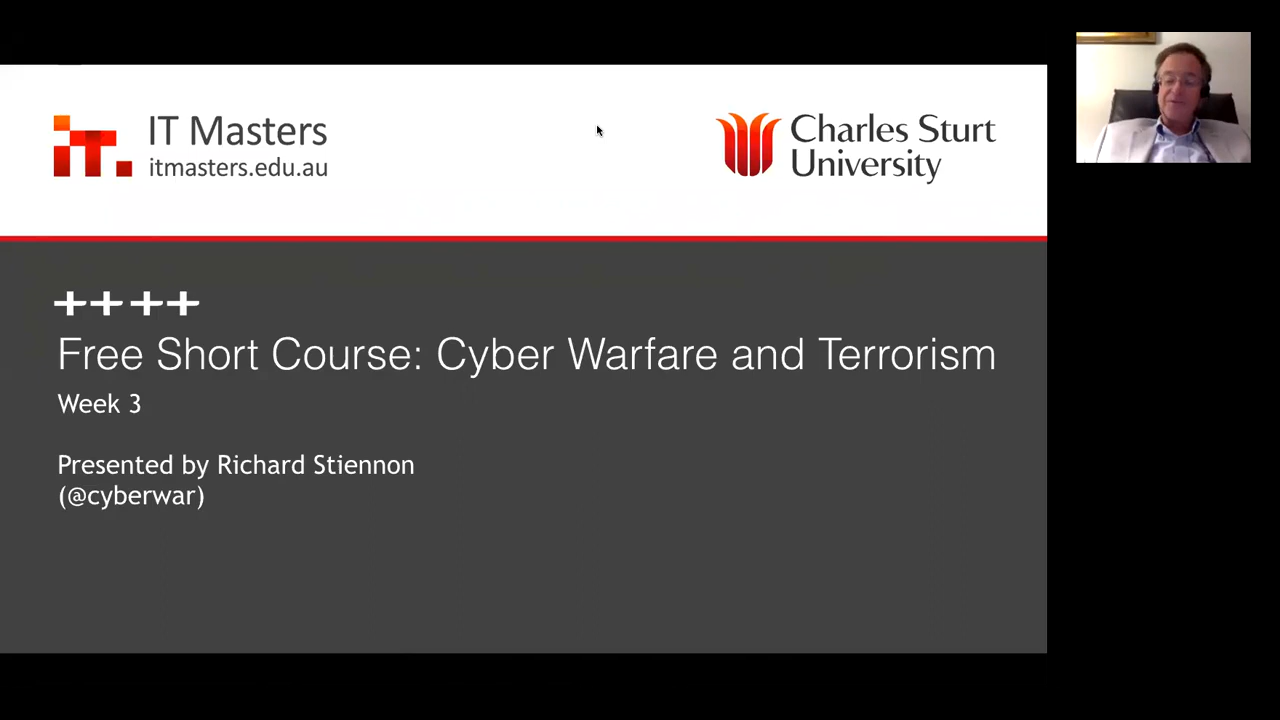 iT.
IT Masters
itmasters.edu.au
Charles Sturt
University
++++
Free Short Course: Cyber Warfare and Terrorism
Week 3
Presented by Richard Stiennon
(@cyberwar)